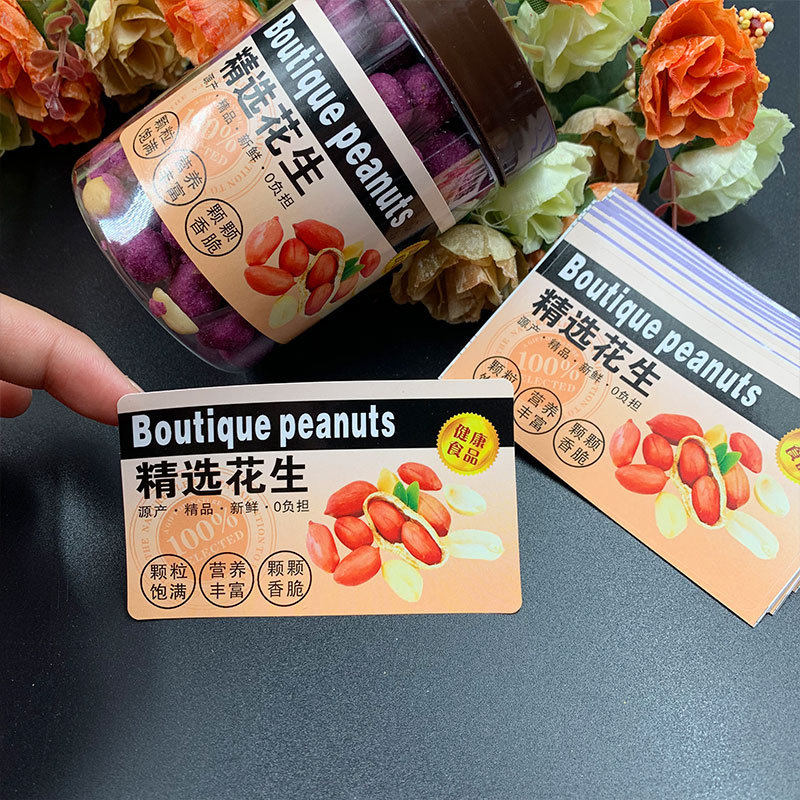 Boutique peanuts
精选花生
源产·精品·新鲜·0负担
颗粒
饱满
营养
丰富
颗颗
香脆
Boutique peanuts
健康
食品
精选花生
源产·精品·新鲜·0负担
100%
颗粒
饱满
营养
丰富
颗颗
香脆
Boutique peanuts
精选花生
源产·精品·新鲜·0负担
100%
颗粒
饱满
营养
丰富
颗颗
香脆